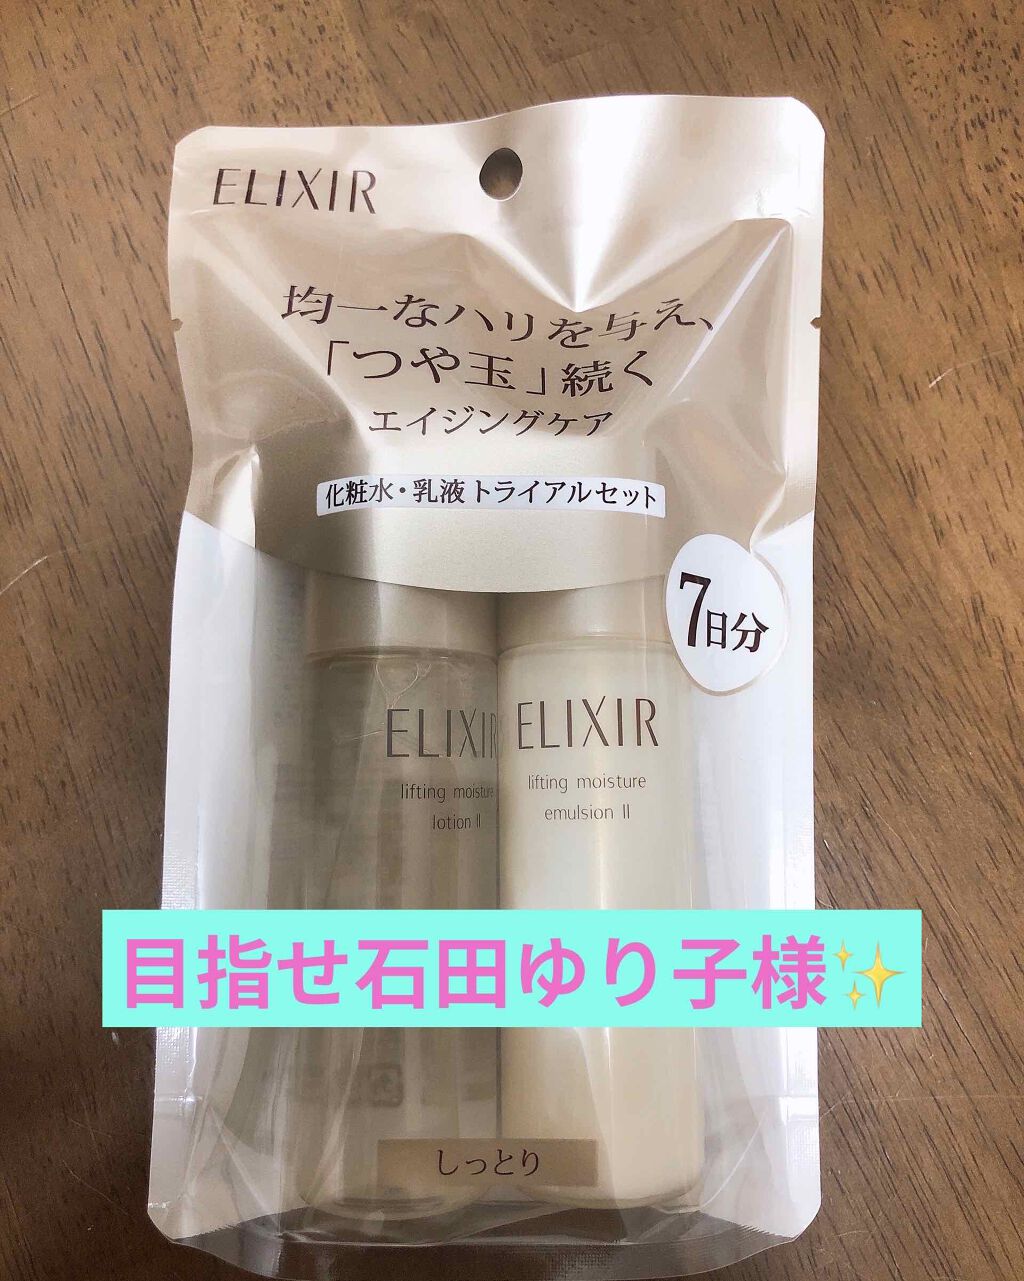 ELIXIR
均一なハリを与え、
「つや玉」続く
エイジングケア
化粧水・乳液 トライアルセット
7日分
ELIXIR
lifting moisture
lotion II
ELIXIR
lifting moisture
emulsion II
目指せ石田ゆり子様✨
しっとり